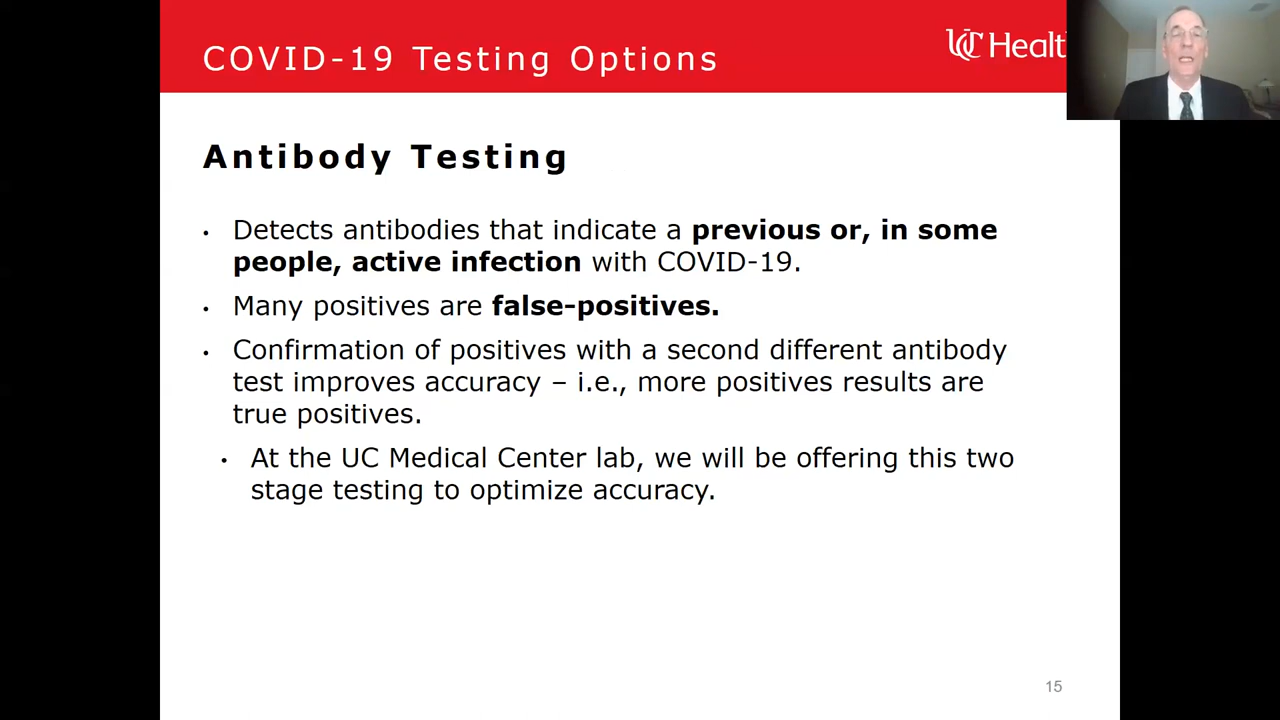 COVID-19 Testing Options
UC Health
Antibody Testing
• Detects antibodies that indicate a previous or, in some
people, active infection with COVID-19.
• Many positives are false-positives.
• Confirmation of positives with a second different antibody
test improves accuracy – i.e., more positives results are
true positives.
• At the UC Medical Center lab, we will be offering this two
stage testing to optimize accuracy.
15